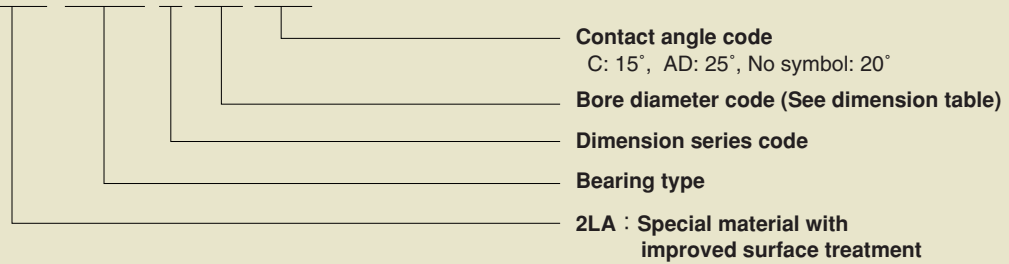 Contact angle code
C: 15˚, AD: 25˚, No symbol: 20˚
Bore diameter code (See dimension table)
Dimension series code
Bearing type
2LA : Special material with
improved surface treatment